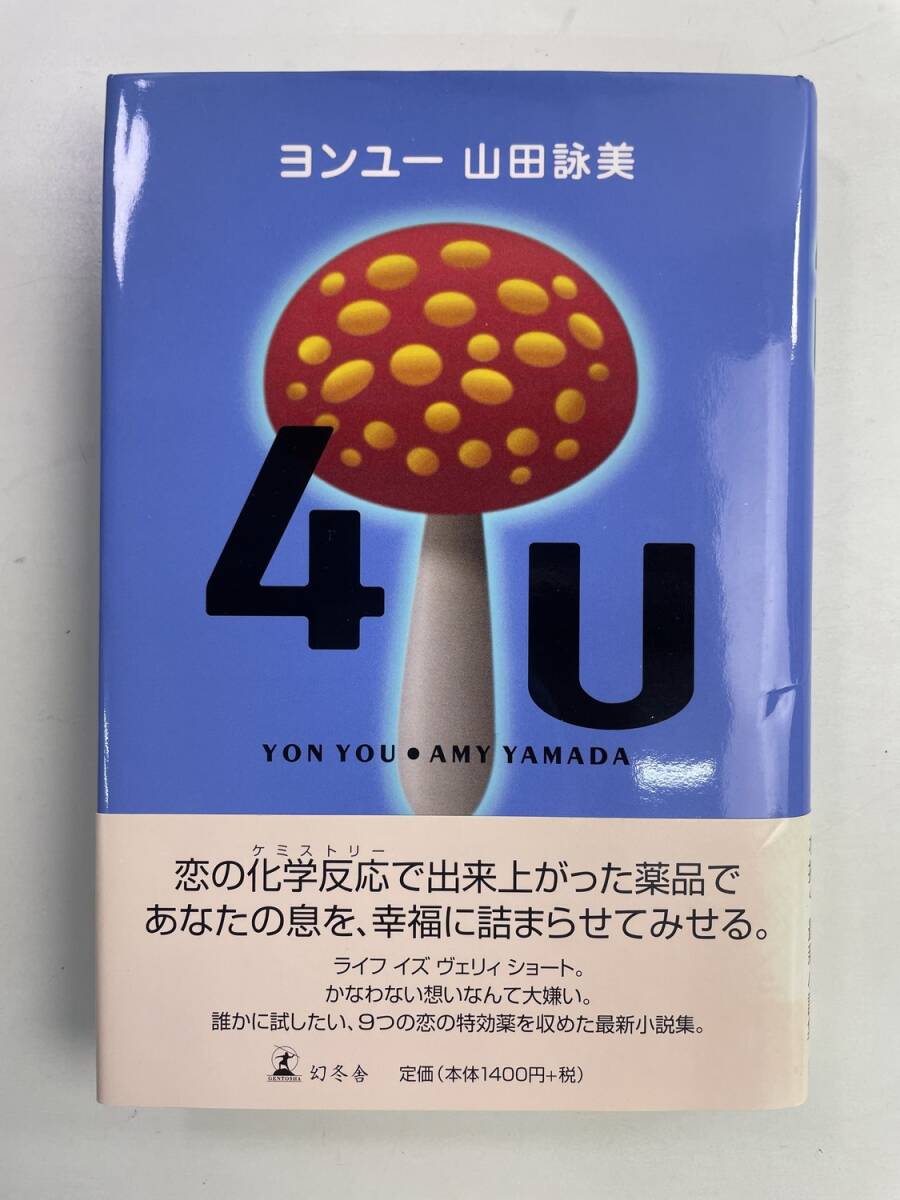 ヨンユー 山田詠美
4 U
YON YOU●AMY YAMADA
ケミストリー
恋の化学反応で出来上がった薬品で
あなたの息を、幸福に詰まらせてみせる。
ライフ イズ ヴェリィ ショート。
かなわない想いなんて大嫌い。
誰かに試したい、9つの恋の特効薬を収めた最新小説集。
GENTOSHA 幻冬舎 定価(本体1400円+税)